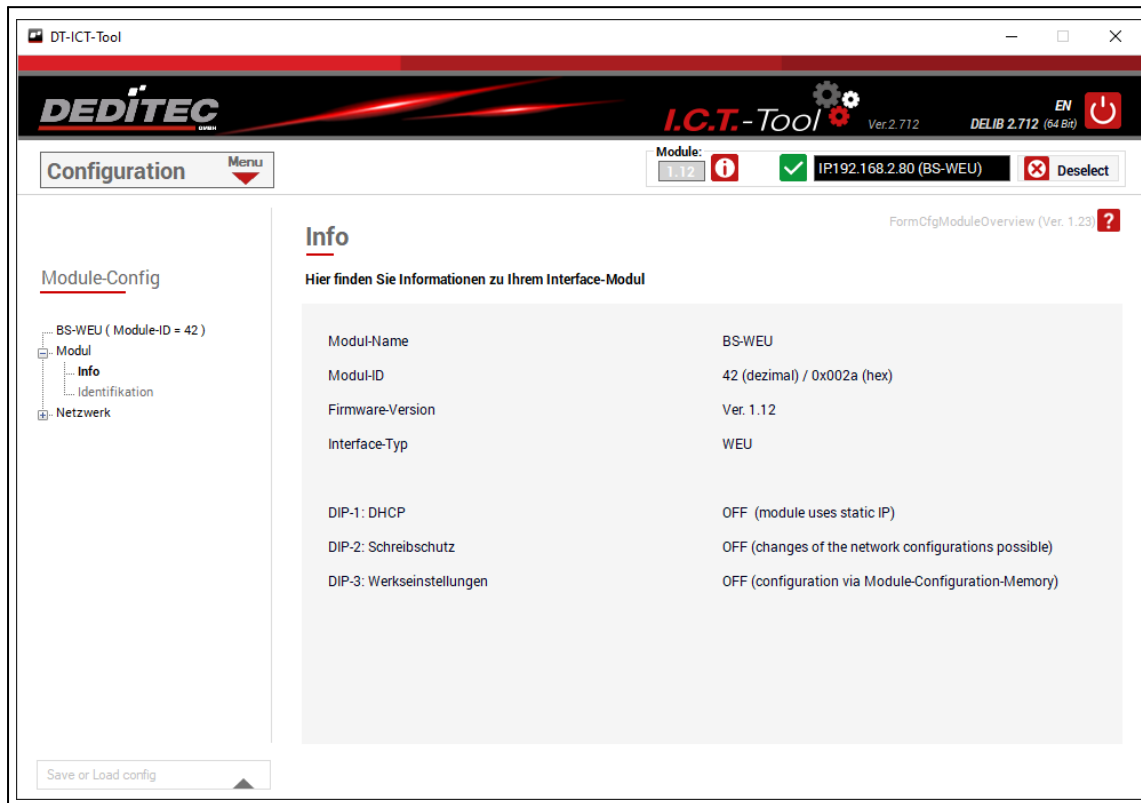 DT-ICT-Tool
DEDITEC
GMBH
I.C.T.-Tool
Ver.2.712
EN
DELIB 2.712 (64 Bit)
Configuration
Menu
Module:
1.12
IP:192.168.2.80 (BS-WEU)
Deselect
FormCfgModuleOverview (Ver. 1.23)
?
Info
Module-Config
Hier finden Sie Informationen zu Ihrem Interface-Modul
BS-WEU ( Module-ID = 42 )
Modul
Info
Identifikation
Netzwerk
Modul-Name BS-WEU
Modul-ID 42 (dezimal) / 0x002a (hex)
Firmware-Version Ver. 1.12
Interface-Typ WEU
DIP-1: DHCP OFF (module uses static IP)
DIP-2: Schreibschutz OFF (changes of the network configurations possible)
DIP-3: Werkseinstellungen OFF (configuration via Module-Configuration-Memory)
Save or Load config